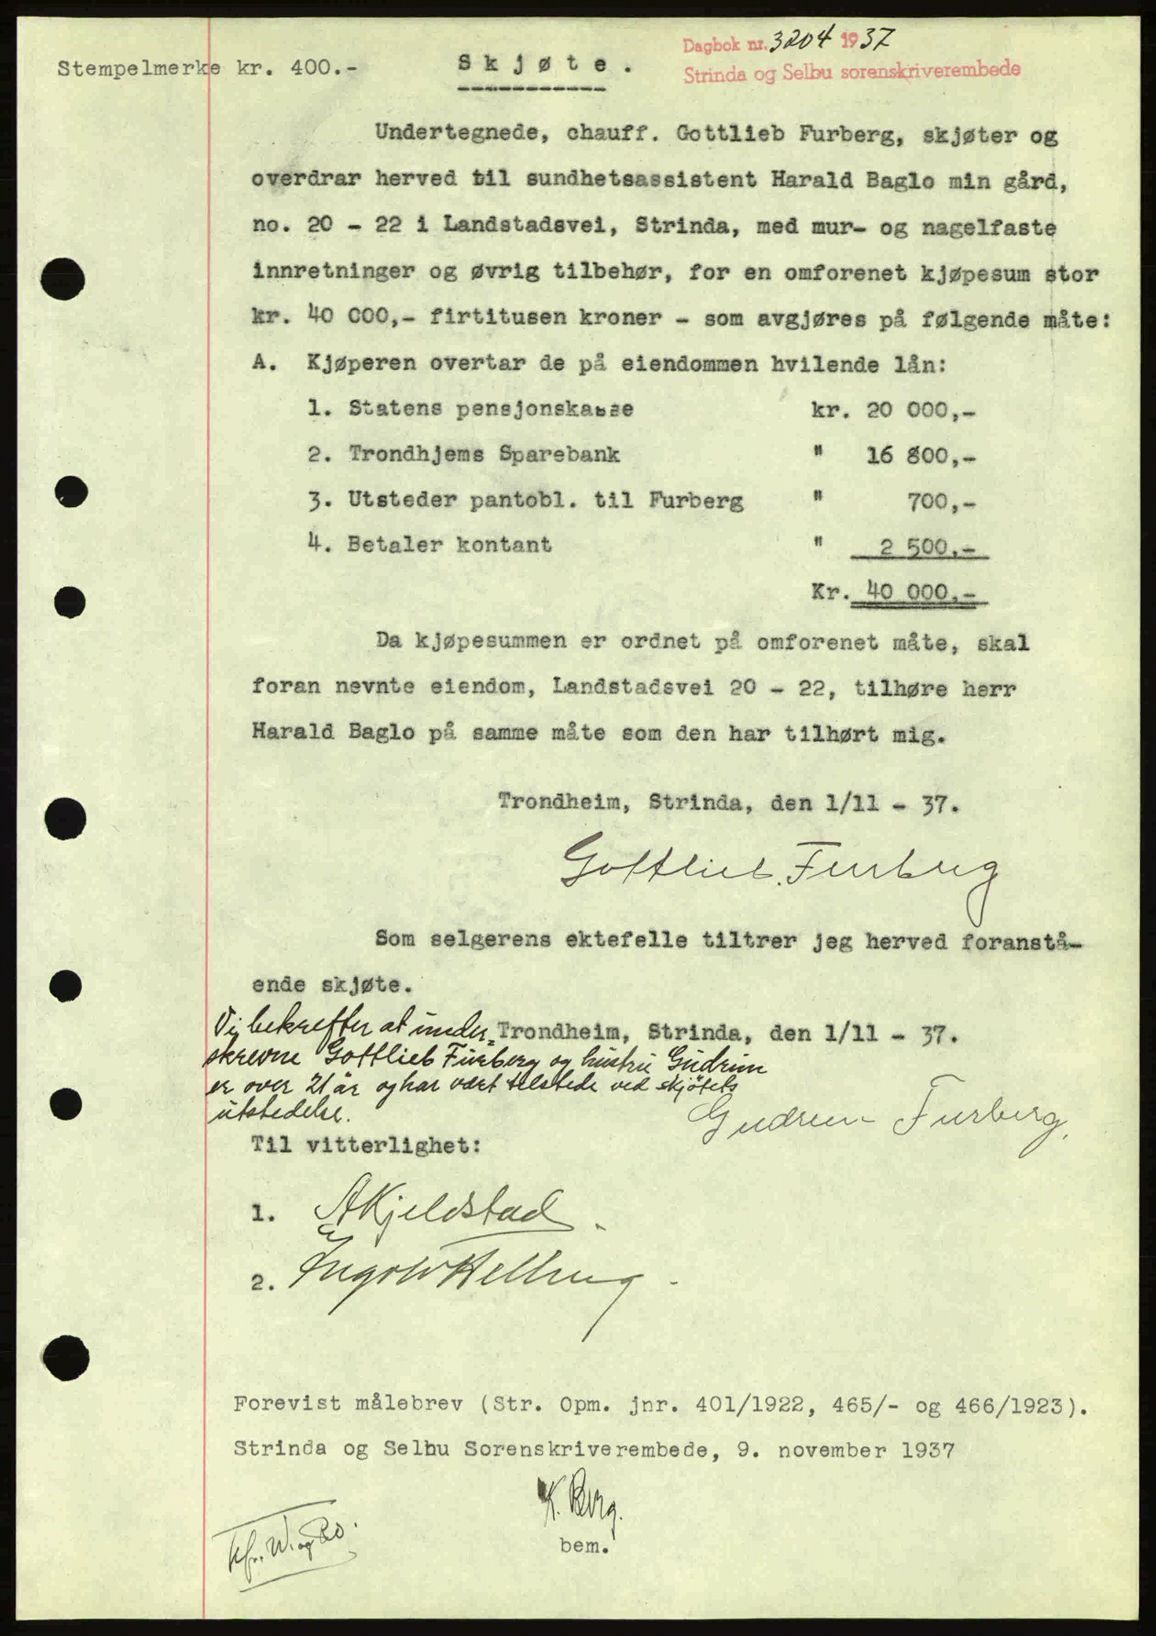 Dagbok nr. 3204 1937
Stempelmerke kr. 400.-
Skjøte.
Strinda og Selbu sorenskriverembede
Undertegnede, chauff. Gottlieb Furberg, skjøter og
overdrar herved til sundhetsassistent Harald Baglo min gård,
no. 20 - 22 i Landstadsvei, Strinda, med mur- og nagelfaste
innretninger og øvrig tilbehør, for en omforenet kjøpesum stor
kr. 40 000,- firtitusen kroner - som avgjøres på følgende måte:
A. Kjøperen overtar de på eiendommen hvilende lån:
1. Statens pensjonskasse kr. 20 000,-
2. Trondhjems Sparebank " 16 800,-
3. Utsteder pantobl. til Furberg " 700,-
4. Betaler kontant " 2 500,-
Kr. 40 000,-
Da kjøpesummen er ordnet på omforenet måte, skal
foran nevnte eiendom, Landstadsvei 20 - 22, tilhøre herr
Harald Baglo på samme måte som den har tilhørt mig.
Trondheim, Strinda, den 1/11 - 37.
Gottlieb Furberg
Som selgerens ektefelle tiltrer jeg herved foranstå-
ende skjøte.
Trondheim, Strinda, den 1/11 - 37.
Vi bekrefter at under-
skrevne Gottlieb Furberg og hustru Gudrun
er over 21 år og har vært tilstede ved skjøtets
utstedelse.
Gudrun Furberg.
Til vitterlighet:
1. A Kjeldstad.
2. Ingolv Helling.
Forevist målebrev (Str. Opm. jnr. 401/1922, 465/- og 466/1923).
Strinda og Selbu Sorenskriverembede, 9. november 1937
K. Berg.
bem.